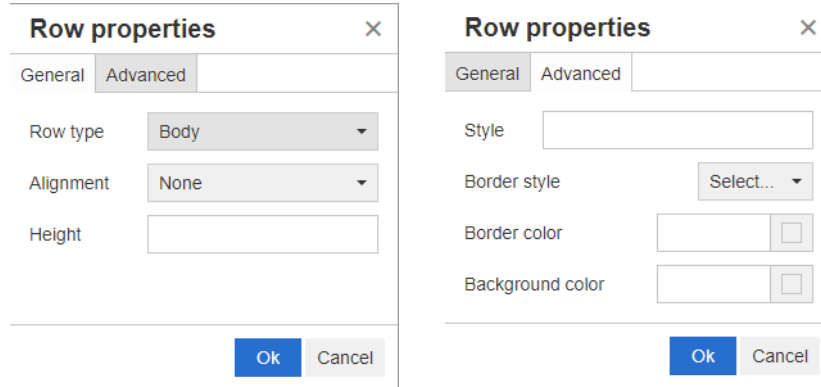 Row properties ×
General Advanced
Row type Body
Alignment None
Height
Ok Cancel
Row properties ×
General Advanced
Style
Border style Select...
Border color
Background color
Ok Cancel